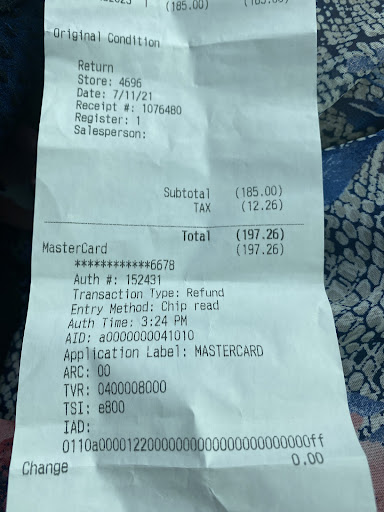 (185.00)
Original Condition
Return
Store: 4696
Date: 7/11/21
Receipt #: 1076480
Register: 1
Salesperson:
Subtotal (185.00)
TAX (12.26)
Total (197.26)
MasterCard (197.26)
************6678
Auth #: 152431
Transaction Type: Refund
Entry Method: Chip read
Auth Time: 3:24 PM
AID: a0000000041010
Application Label: MASTERCARD
ARC: 00
TVR: 0400008000
TSI: e800
IAD:
Change 0.00